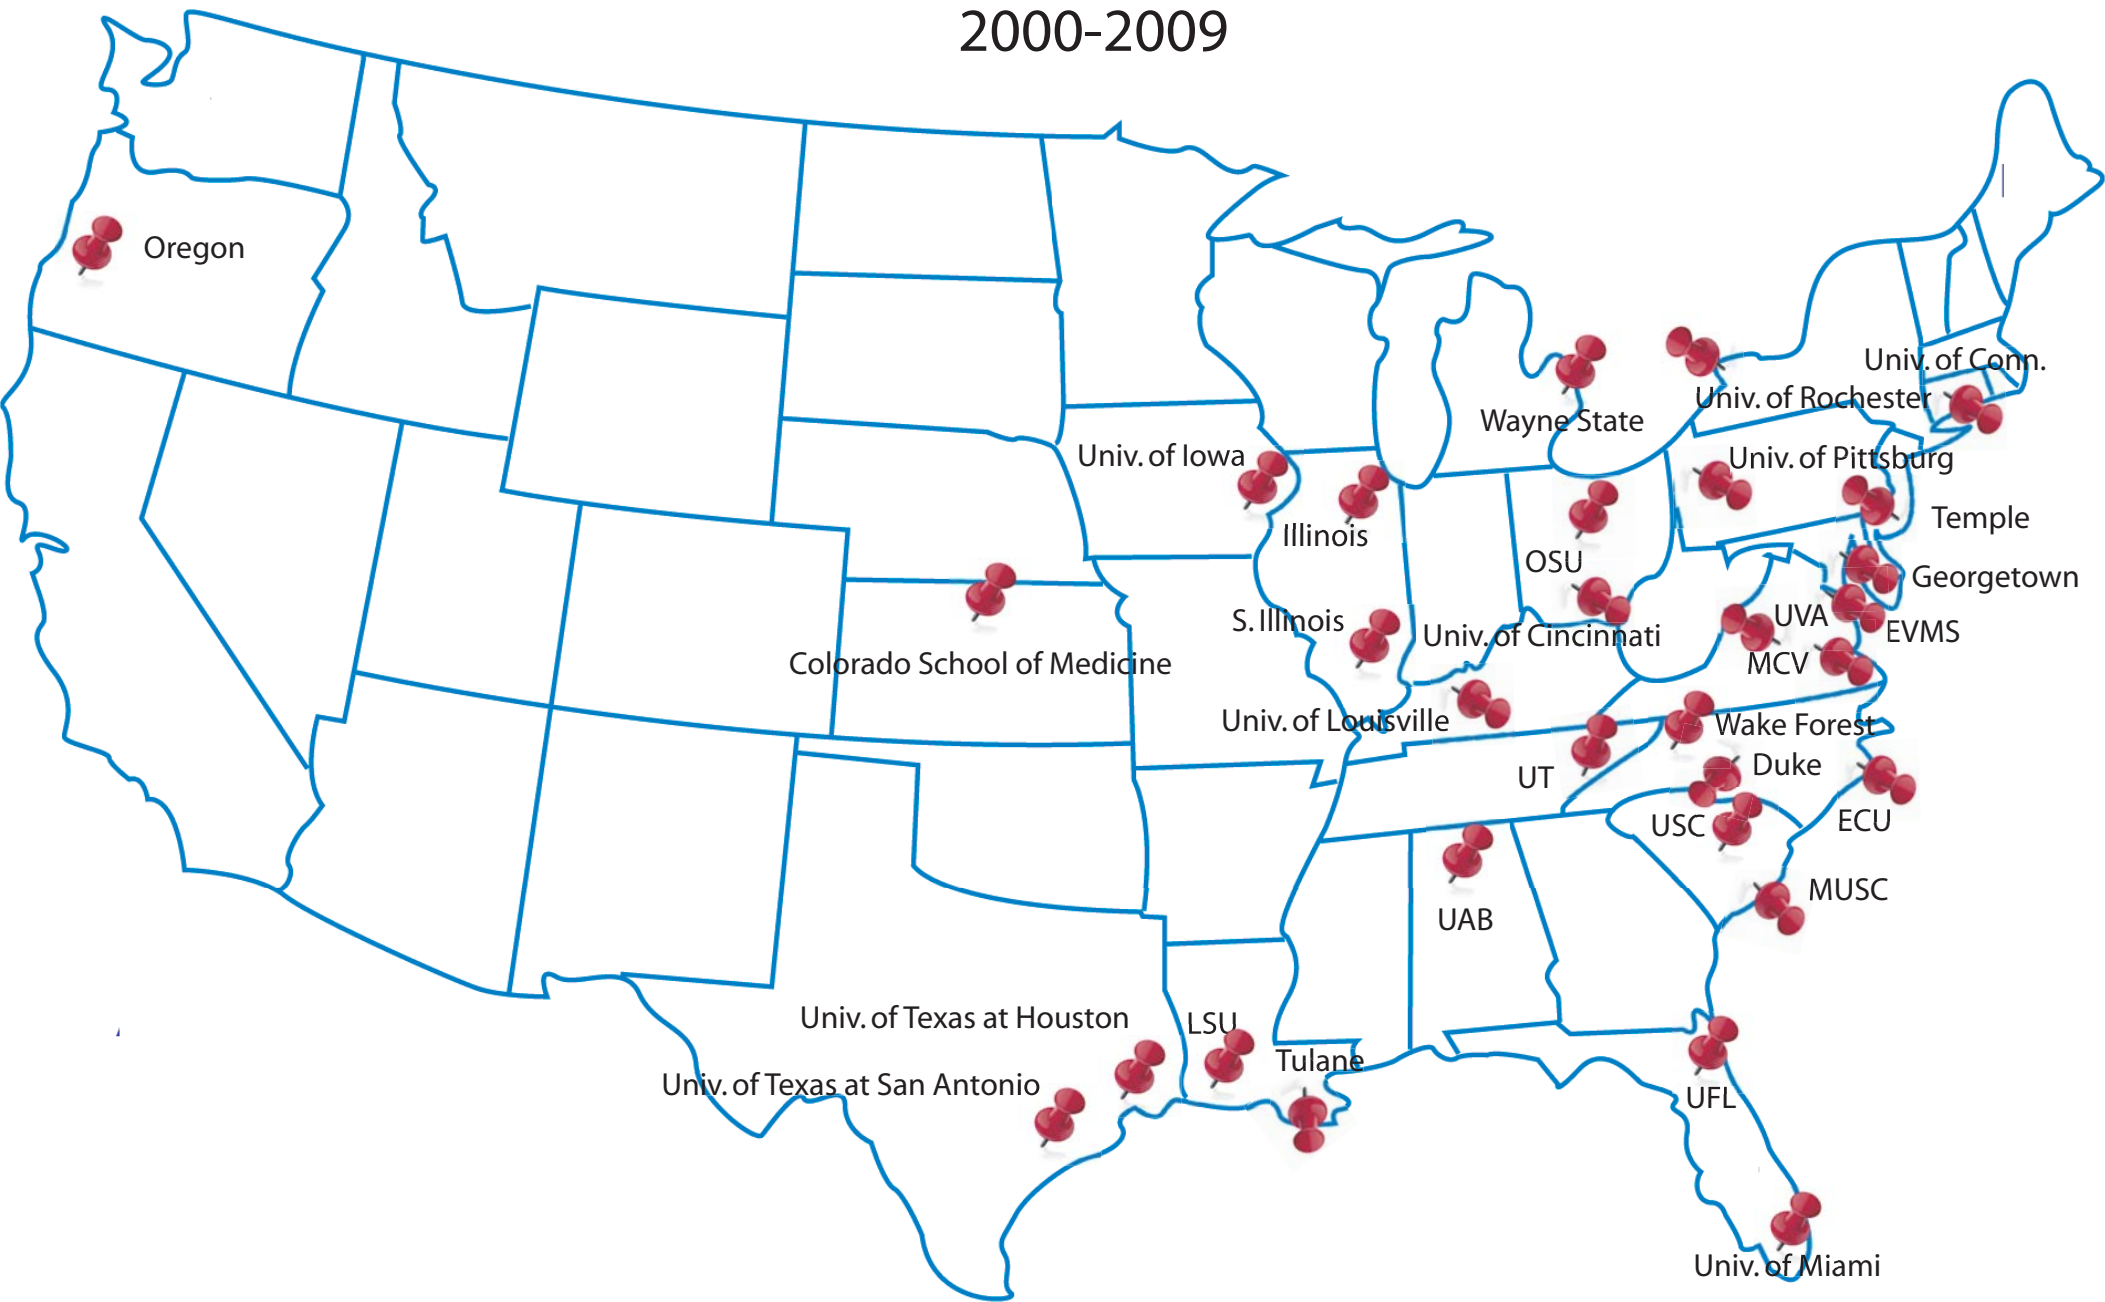 2000-2009
Oregon
Univ. of Conn.
Univ. of Rochester
Wayne State
Univ. of Iowa
Univ. of Pittsburg
Illinois
Temple
OSU
Georgetown
S. Illinois
UVA
EVMS
Univ. of Cincinnati
Colorado School of Medicine
MCV
Univ. of Louisville
Wake Forest
UT
Duke
USC
ECU
MUSC
UAB
Univ. of Texas at Houston
LSU
Tulane
Univ. of Texas at San Antonio
UFL
Univ. of Miami